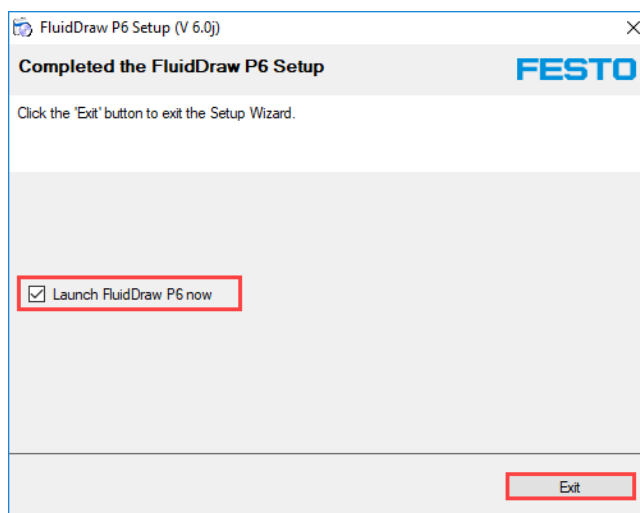 FluidDraw P6 Setup (V 6.0j)
Completed the FluidDraw P6 Setup
FESTO
Click the 'Exit' button to exit the Setup Wizard.
Launch FluidDraw P6 now
Exit